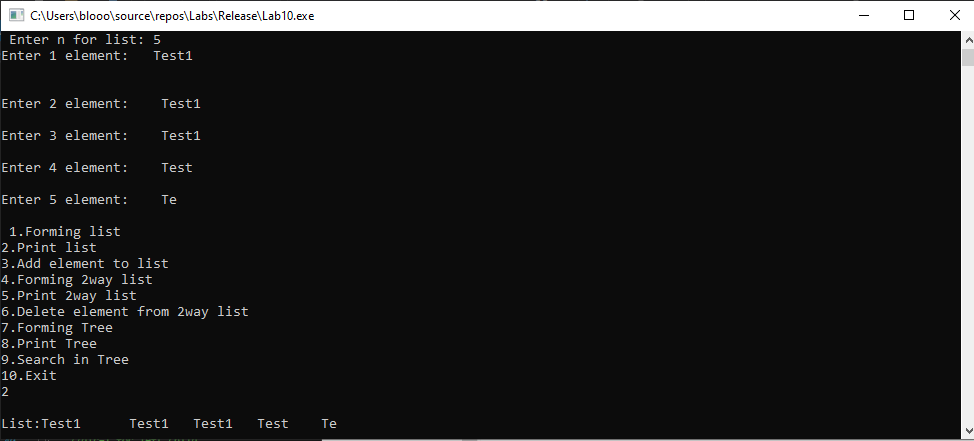 C:\Users\blooo\source\repos\Labs\Release\Lab10.exe
Enter n for list: 5
Enter 1 element:   Test1
Enter 2 element:    Test1
Enter 3 element:    Test1
Enter 4 element:    Test
Enter 5 element:    Te
1.Forming list
2.Print list
3.Add element to list
4.Forming 2way list
5.Print 2way list
6.Delete element from 2way list
7.Forming Tree
8.Print Tree
9.Search in Tree
10.Exit
2
List:Test1      Test1   Test1   Test    Te